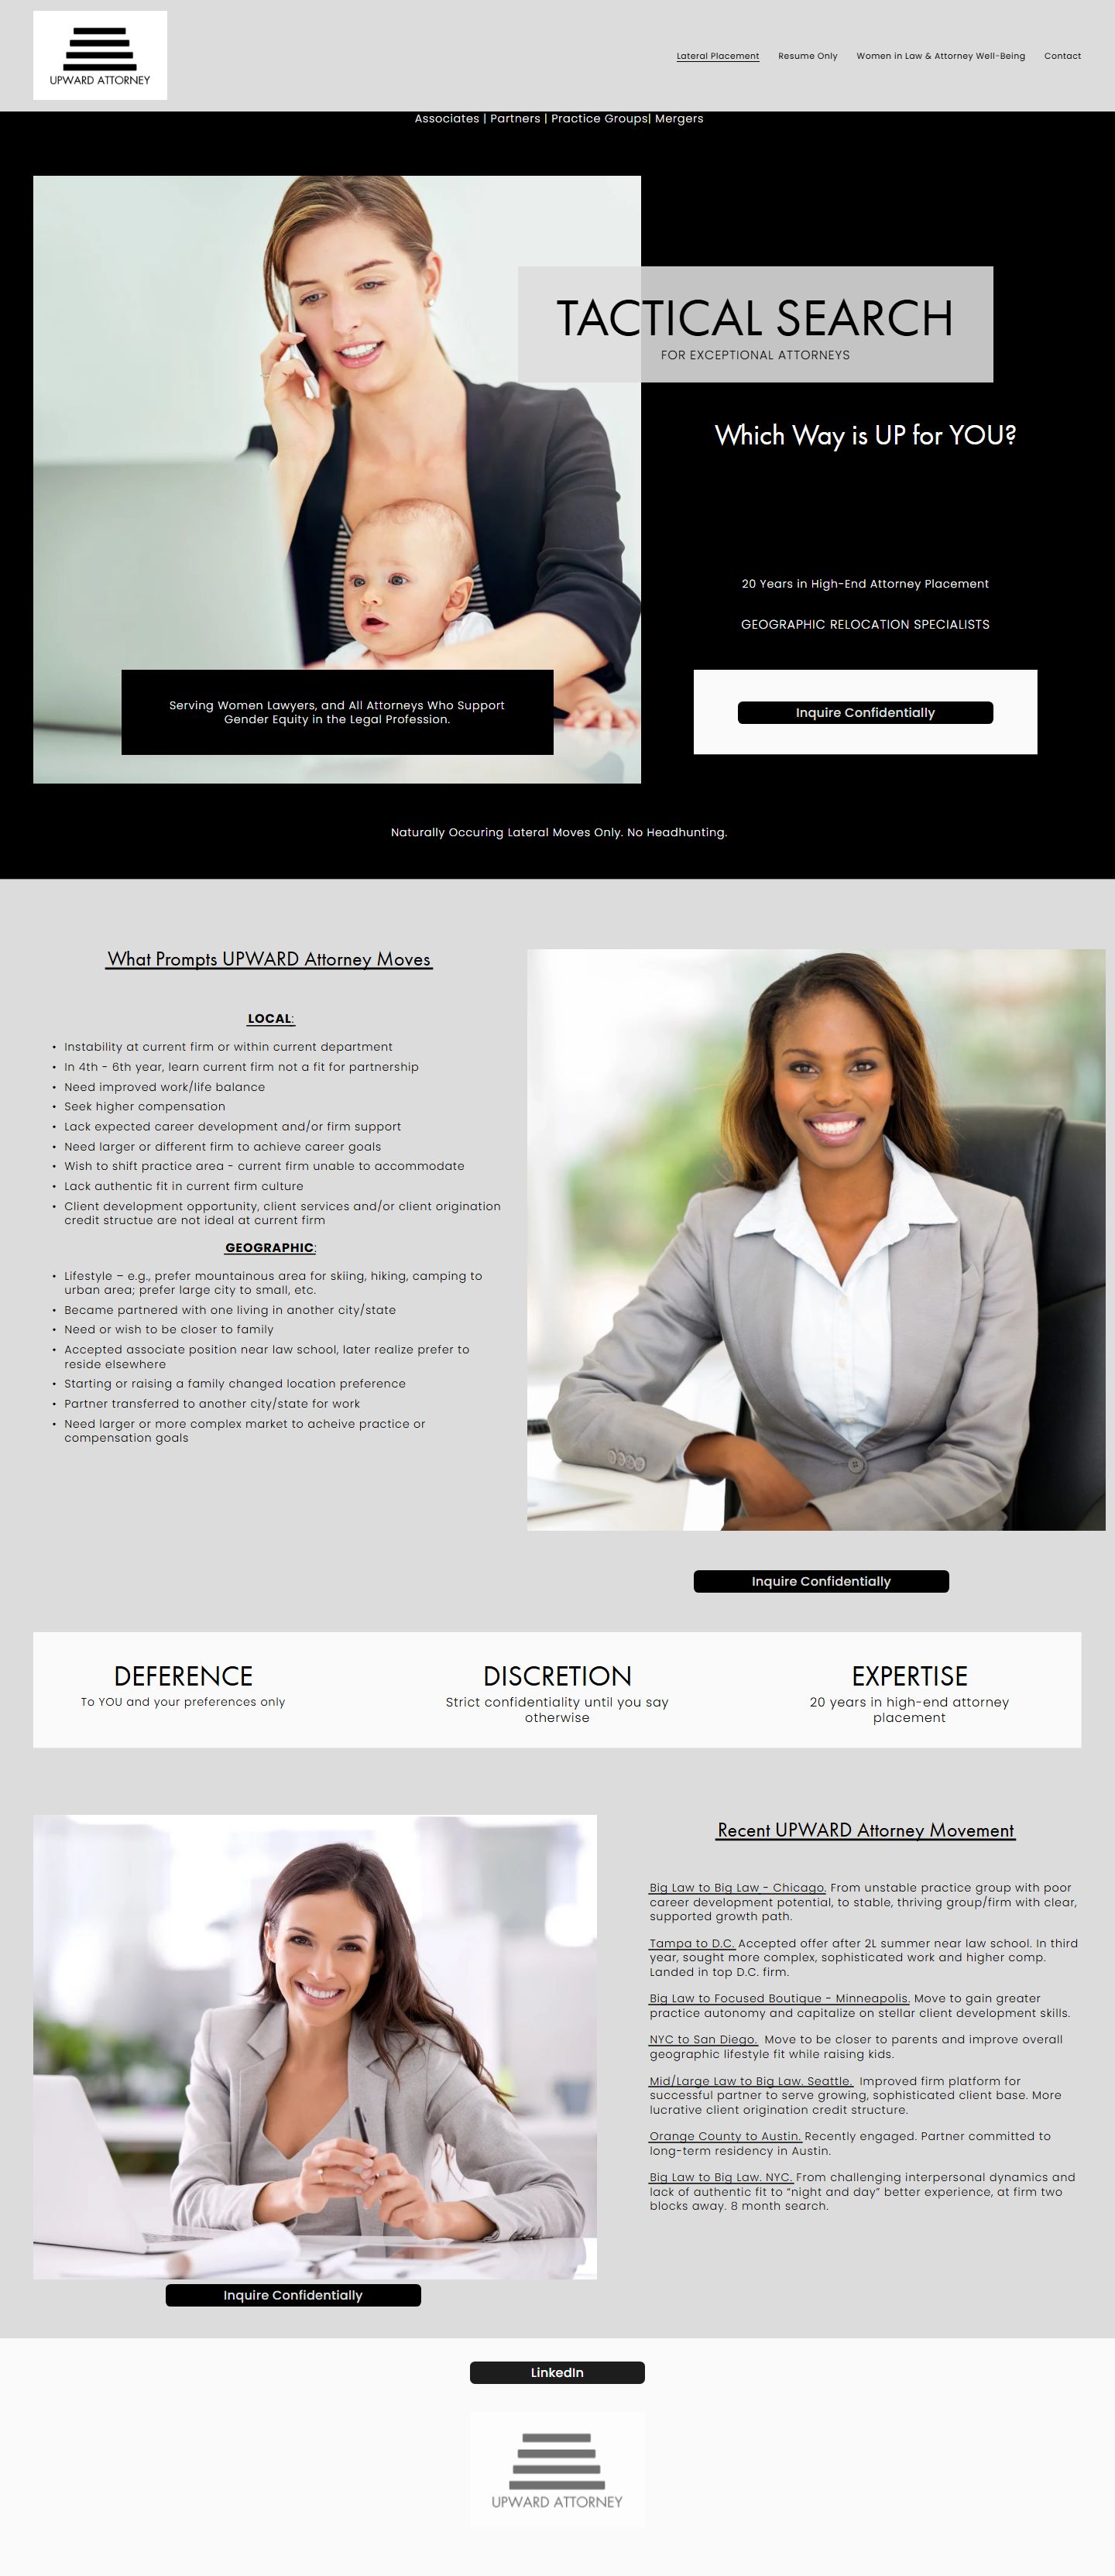 UPWARD ATTORNEY
Lateral Placement
Resume Only
Women in Law & Attorney Well-Being
Contact
Associates | Partners | Practice Groups| Mergers
TACTICAL SEARCH
FOR EXCEPTIONAL ATTORNEYS
Which Way is UP for YOU?
20 Years in High-End Attorney Placement
GEOGRAPHIC RELOCATION SPECIALISTS
Serving Women Lawyers, and All Attorneys Who Support
Gender Equity in the Legal Profession.
Inquire Confidentially
Naturally Occuring Lateral Moves Only. No Headhunting.
What Prompts UPWARD Attorney Moves
LOCAL:
• Instability at current firm or within current department
• In 4th - 6th year, learn current firm not a fit for partnership
• Need improved work/life balance
• Seek higher compensation
• Lack expected career development and/or firm support
• Need larger or different firm to achieve career goals
• Wish to shift practice area - current firm unable to accommodate
• Lack authentic fit in current firm culture
• Client development opportunity, client services and/or client origination
credit structue are not ideal at current firm
GEOGRAPHIC:
• Lifestyle – e.g., prefer mountainous area for skiing, hiking, camping to
urban area; prefer large city to small, etc.
• Became partnered with one living in another city/state
• Need or wish to be closer to family
• Accepted associate position near law school, later realize prefer to
reside elsewhere
• Starting or raising a family changed location preference
• Partner transferred to another city/state for work
• Need larger or more complex market to acheive practice or
compensation goals
Inquire Confidentially
DEFERENCE
To YOU and your preferences only
DISCRETION
Strict confidentiality until you say
otherwise
EXPERTISE
20 years in high-end attorney
placement
Recent UPWARD Attorney Movement
Big Law to Big Law - Chicago. From unstable practice group with poor
career development potential, to stable, thriving group/firm with clear,
supported growth path.
Tampa to D.C. Accepted offer after 2L summer near law school. In third
year, sought more complex, sophisticated work and higher comp.
Landed in top D.C. firm.
Big Law to Focused Boutique - Minneapolis. Move to gain greater
practice autonomy and capitalize on stellar client development skills.
NYC to San Diego. Move to be closer to parents and improve overall
geographic lifestyle fit while raising kids.
Mid/Large Law to Big Law. Seattle. Improved firm platform for
successful partner to serve growing, sophisticated client base. More
lucrative client origination credit structure.
Orange County to Austin. Recently engaged. Partner committed to
long-term residency in Austin.
Big Law to Big Law. NYC. From challenging interpersonal dynamics and
lack of authentic fit to “night and day” better experience, at firm two
blocks away. 8 month search.
Inquire Confidentially
LinkedIn
UPWARD ATTORNEY